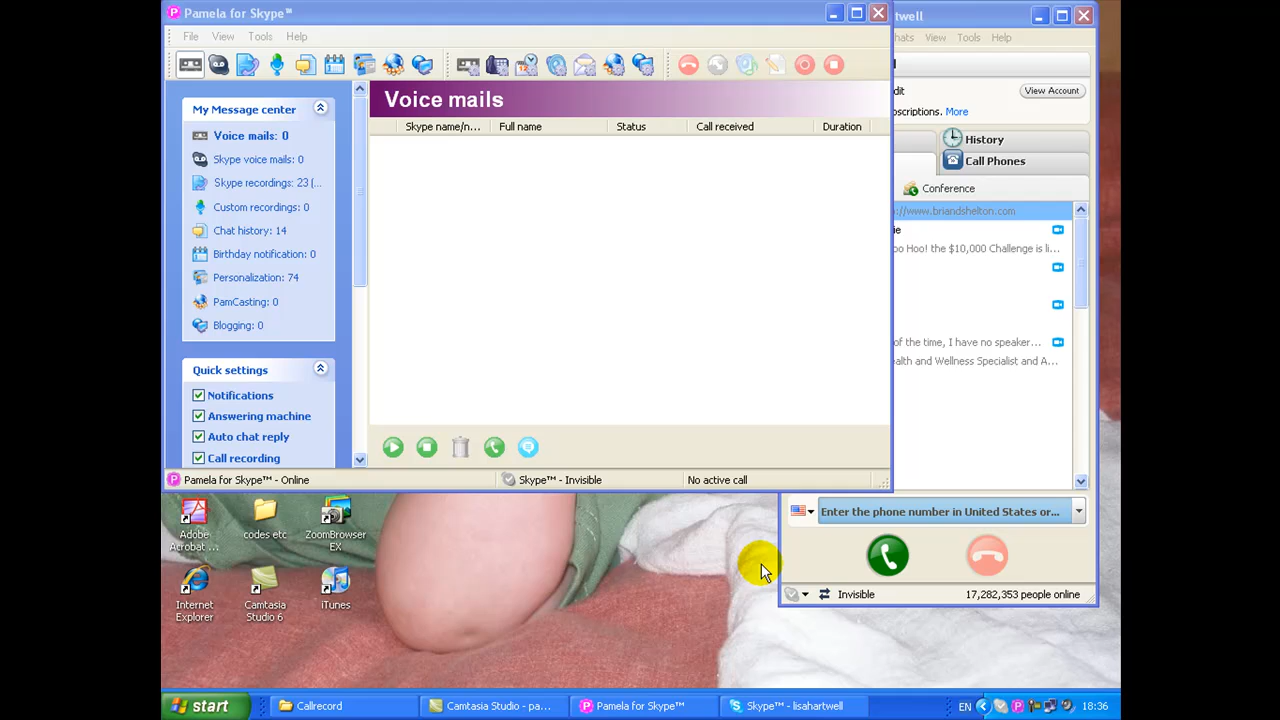 Pamela for Skype™
File View Tools Help
Voice mails
Skype name/n... Full name Status Call received Duration
My Message center
Voice mails: 0
Skype voice mails: 0
Skype recordings: 23 (...
Custom recordings: 0
Chat history: 14
Birthday notification: 0
Personalization: 74
PamCasting: 0
Blogging: 0
Quick settings
Notifications
Answering machine
Auto chat reply
Call recording
Pamela for Skype™ - Online Skype™ - Invisible No active call
twell
hats View Tools Help
dit View Account
scriptions. More
History
Call Phones
Conference
://www.briandshelton.com
ie
oo Hoo! the $10,000 Challenge is li...
of the time, I have no speaker...
alth and Wellness Specialist and A...
Enter the phone number in United States or...
Invisible 17,282,353 people online
Adobe
Acrobat ...
codes etc
ZoomBrowser
EX
Internet
Explorer
Camtasia
Studio 6
iTunes
start Callrecord Camtasia Studio - pa... Pamela for Skype™ Skype™ - lisahartwell EN 18:36